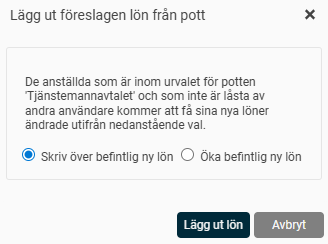 Lägg ut föreslagen lön från pott
De anställda som är inom urvalet för potten
'Tjänstemannavtalet' och som inte är låsta av
andra användare kommer att få sina nya löner
ändrade utifrån nedanstående val.
Skriv över befintlig ny lön Öka befintlig ny lön
Lägg ut lön Avbryt